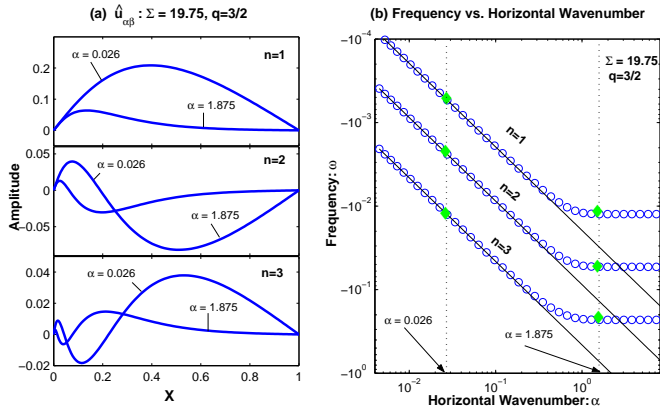 (a) û_αβ : Σ = 19.75, q=3/2
Amplitude
0.2
0.1
0
n=1
α = 0.026
α = 1.875
0.05
0
−0.05
n=2
α = 0.026
α = 1.875
0.04
0.02
0
−0.02
n=3
α = 0.026
α = 1.875
0 0.2 0.4 0.6 0.8 1
X
(b) Frequency vs. Horizontal Wavenumber
Frequency: ω
−10⁻⁴
−10⁻³
−10⁻²
−10⁻¹
−10⁰
Σ = 19.75,
q=3/2
n=1
n=2
n=3
α = 0.026
α = 1.875
10⁻² 10⁻¹ 10⁰
Horizontal Wavenumber: α